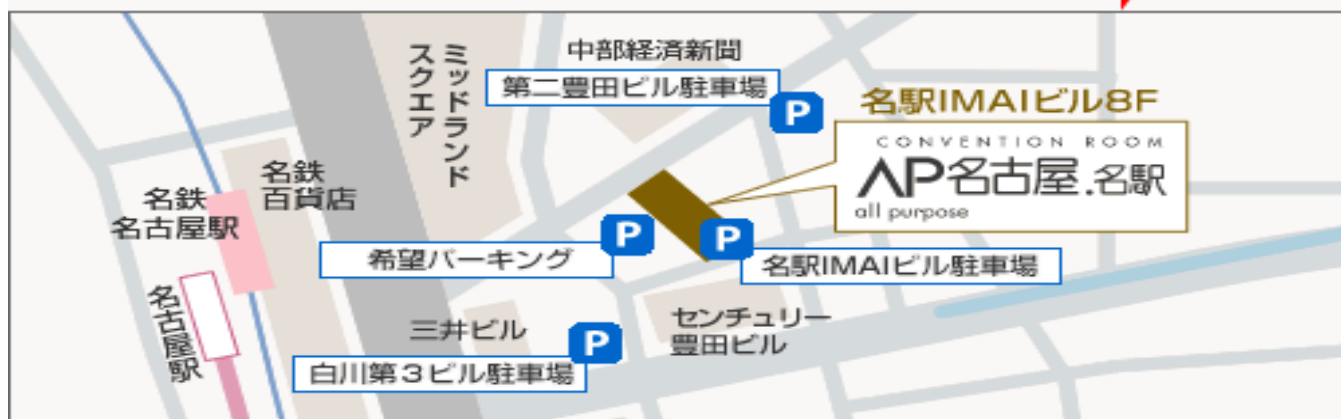 中部経済新聞
第二豊田ビル駐車場
ミッドランド
スクエア
名駅IMAIビル8F
CONVENTION ROOM
AP名古屋.名駅
all purpose
名鉄
百貨店
名鉄
名古屋駅
希望パーキング
名駅IMAIビル駐車場
名古屋駅
三井ビル
センチュリー
豊田ビル
白川第3ビル駐車場
P
P
P
P